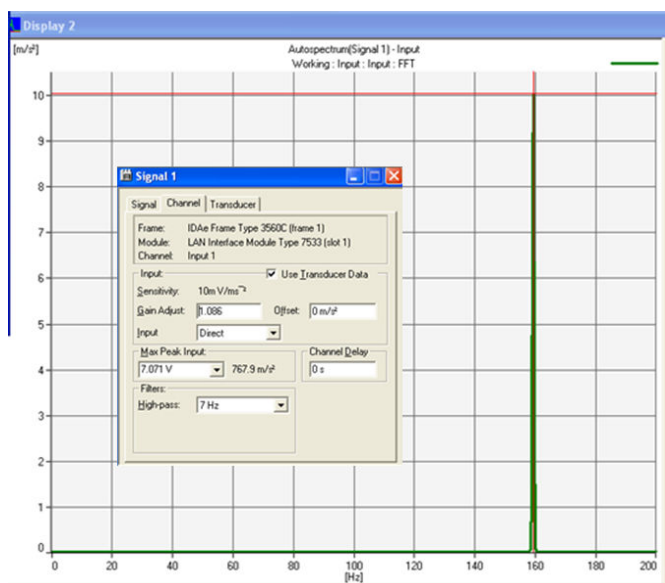 Display 2
[m/s²]
Autospectrum(Signal 1) - Input
Working : Input : Input : FFT
10
9
8
7
6
5
4
3
2
1
0
Signal 1
Signal Channel Transducer
Frame: IDAe Frame Type 3560C (frame 1)
Module: LAN Interface Module Type 7533 (slot 1)
Channel: Input 1
Input: Use Transducer Data
Sensitivity: 10m V/ms⁻²
Gain Adjust: 1.086 Offset: 0 m/s²
Input Direct
Max Peak Input: Channel Delay
7.071 V 767.9 m/s² 0 s
Filters:
High-pass: 7 Hz
0 20 40 60 80 100 120 140 160 180 200
[Hz]